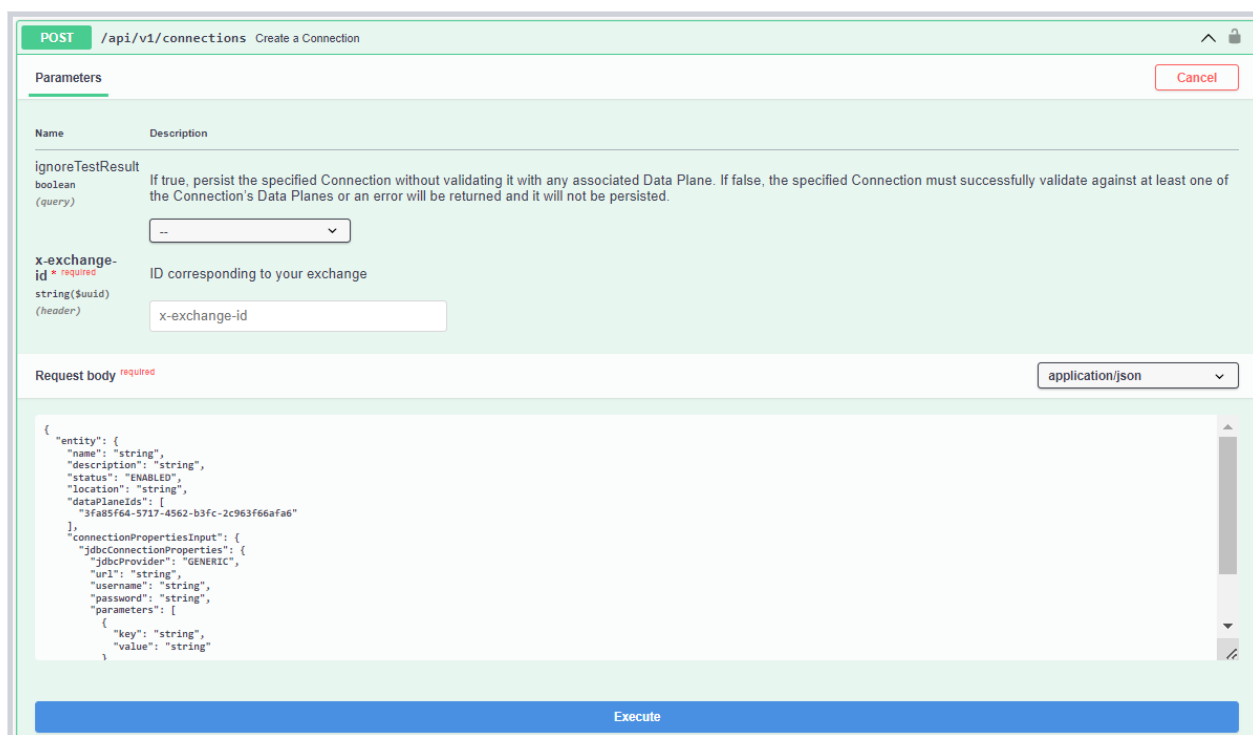 POST /api/v1/connections Create a Connection
Parameters
Cancel
Name Description
ignoreTestResult
boolean
(query)
If true, persist the specified Connection without validating it with any associated Data Plane. If false, the specified Connection must successfully validate against at least one of
the Connection's Data Planes or an error will be returned and it will not be persisted.
--
x-exchange-
id * required
string($uuid)
(header)
ID corresponding to your exchange
x-exchange-id
Request body required
application/json
{
"entity": {
"name": "string",
"description": "string",
"status": "ENABLED",
"location": "string",
"dataPlaneIds": [
"3fa85f64-5717-4562-b3fc-2c963f66afa6"
],
"connectionPropertiesInput": {
"jdbcConnectionProperties": {
"jdbcProvider": "GENERIC",
"url": "string",
"username": "string",
"password": "string",
"parameters": [
{
"key": "string",
"value": "string"
}
Execute